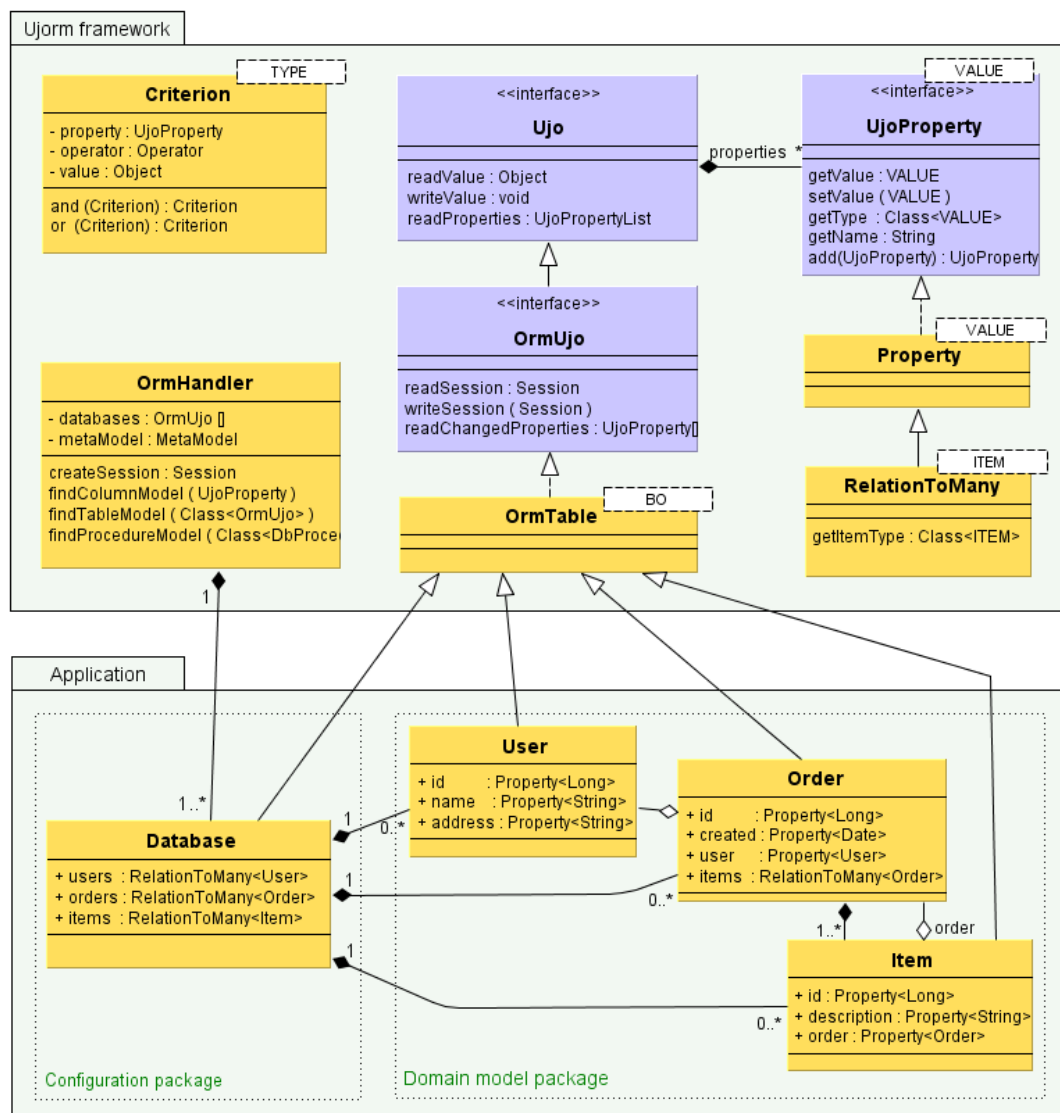 Ujorm framework
TYPE
Criterion
- property : UjoProperty
- operator : Operator
- value : Object
and (Criterion) : Criterion
or (Criterion) : Criterion
<<interface>>
Ujo
readValue : Object
writeValue : void
readProperties : UjoPropertyList
properties *
VALUE
<<interface>>
UjoProperty
getValue : VALUE
setValue ( VALUE )
getType : Class<VALUE>
getName : String
add(UjoProperty) : UjoProperty
<<interface>>
OrmUjo
readSession : Session
writeSession ( Session )
readChangedProperties : UjoProperty[]
VALUE
Property
OrmHandler
- databases : OrmUjo []
- metaModel : MetaModel
createSession : Session
findColumnModel ( UjoProperty )
findTableModel ( Class<OrmUjo> )
findProcedureModel ( Class<DbProce
BO
OrmTable
ITEM
RelationToMany
getItemType : Class<ITEM>
1
Application
User
+ id : Property<Long>
+ name : Property<String>
+ address : Property<String>
Order
+ id : Property<Long>
+ created : Property<Date>
+ user : Property<User>
+ items : RelationToMany<Order>
1..*
Database
+ users : RelationToMany<User>
+ orders : RelationToMany<Order>
+ items : RelationToMany<Item>
1
0..*
1
0..*
1
0..*
1..*
order
Item
+ id : Property<Long>
+ description : Property<String>
+ order : Property<Order>
Configuration package
Domain model package